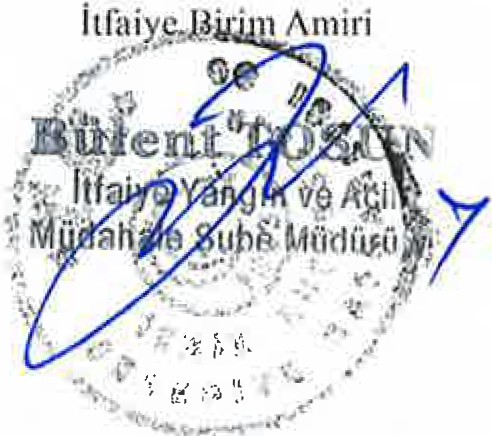 İtfaiye Birim Amiri
Bülent TOSUN
İtfaiye Yangın ve Acil
Müdahale Şube Müdürü V.